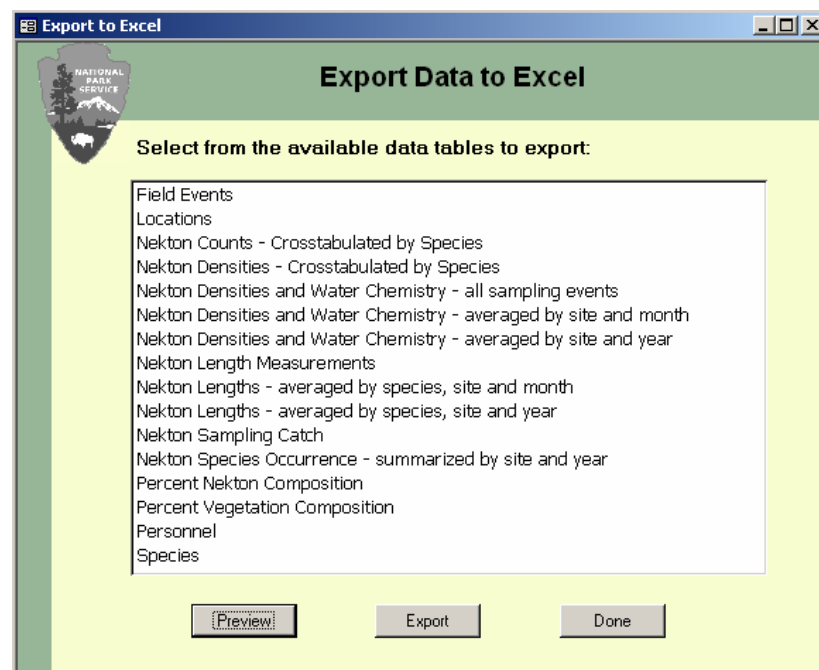 Export to Excel
NATIONAL
PARK
SERVICE
Export Data to Excel
Select from the available data tables to export:
Field Events
Locations
Nekton Counts - Crosstabulated by Species
Nekton Densities - Crosstabulated by Species
Nekton Densities and Water Chemistry - all sampling events
Nekton Densities and Water Chemistry - averaged by site and month
Nekton Densities and Water Chemistry - averaged by site and year
Nekton Length Measurements
Nekton Lengths - averaged by species, site and month
Nekton Lengths - averaged by species, site and year
Nekton Sampling Catch
Nekton Species Occurrence - summarized by site and year
Percent Nekton Composition
Percent Vegetation Composition
Personnel
Species
Preview Export Done